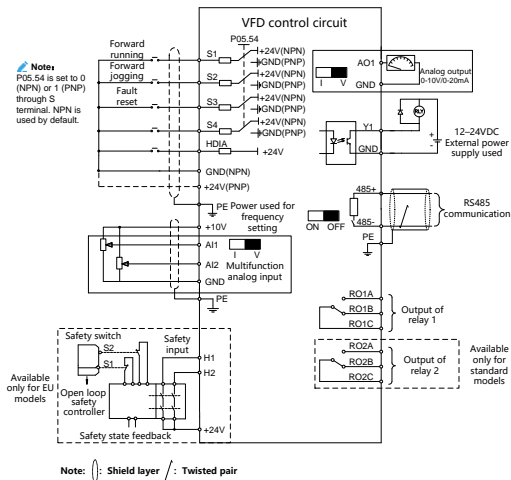 VFD control circuit
P05.54
Note:
P05.54 is set to 0
(NPN) or 1 (PNP)
through S
terminal. NPN is
used by default.
Forward
running
Forward
jogging
Fault
reset
S1
+24V(NPN)
GND(PNP)
S2
+24V(NPN)
GND(PNP)
S3
+24V(NPN)
GND(PNP)
S4
+24V(NPN)
GND(PNP)
HDIA
+24V
GND(NPN)
+24V(PNP)
PE
Power used for
frequency
setting
+10V
AI1
I V
AI2
Multifunction
analog input
GND
PE
AO1
I V
Analog output
0-10V/0-20mA
GND
Y1
RLY
+
-
GND
12–24VDC
External power
supply used
485+
ON OFF
485-
PE
RS485
communication
RO1A
RO1B
RO1C
Output of
relay 1
RO2A
RO2B
RO2C
Output of
relay 2
Available
only for
standard
models
Safety switch
S2
S1
Safety
input
H1
H2
Available
only for EU
models
Open loop
safety
controller
+24V
Safety state feedback
Note: : Shield layer : Twisted pair